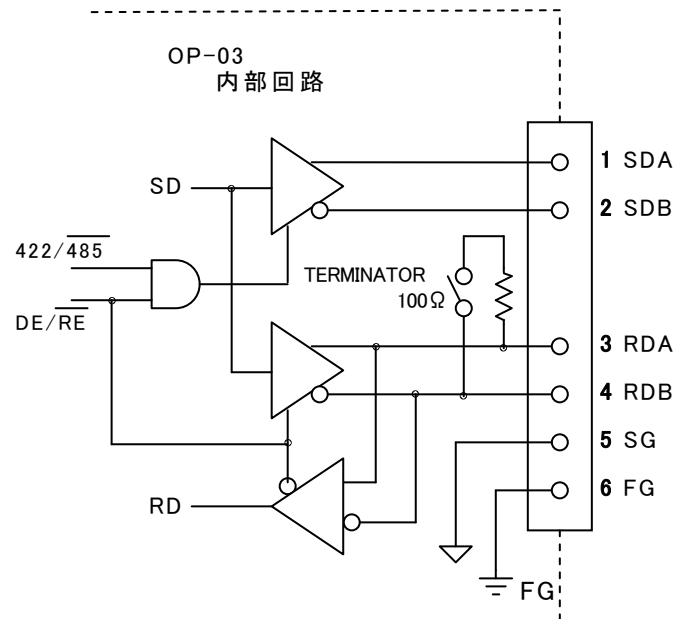 OP-03
内部回路
SD
422/485
DE/RE
TERMINATOR
100Ω
RD
1 SDA
2 SDB
3 RDA
4 RDB
5 SG
6 FG
FG